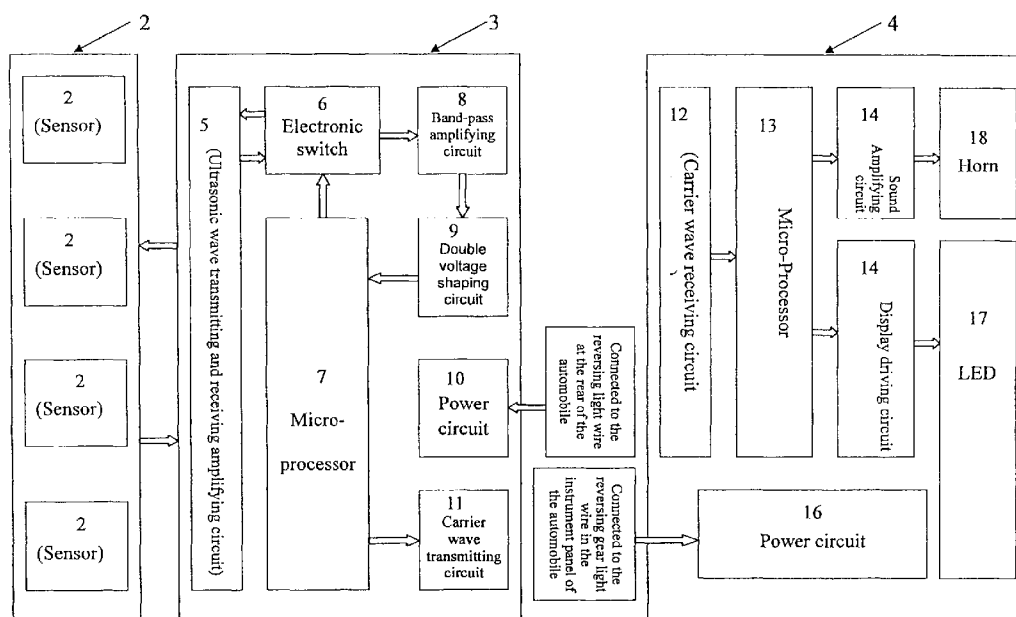 2
3
4
2
(Sensor)
2
(Sensor)
2
(Sensor)
2
(Sensor)
5
(Ultrasonic wave transmitting and receiving amplifying circuit)
6
Electronic
switch
8
Band-pass
amplifying
circuit
9
Double
voltage
shaping
circuit
7
Micro-
processor
10
Power
circuit
11
Carrier
wave
transmitting
circuit
Connected to the
reversing light wire
at the rear of the
automobile
Connected to the
reversing gear light
wire in the
instrument panel of
the automobile
12
(Carrier wave receiving circuit)
13
Micro-Processor
14
Sound
Amplifying
circuit
14
Display driving circuit
18
Horn
17
LED
16
Power circuit